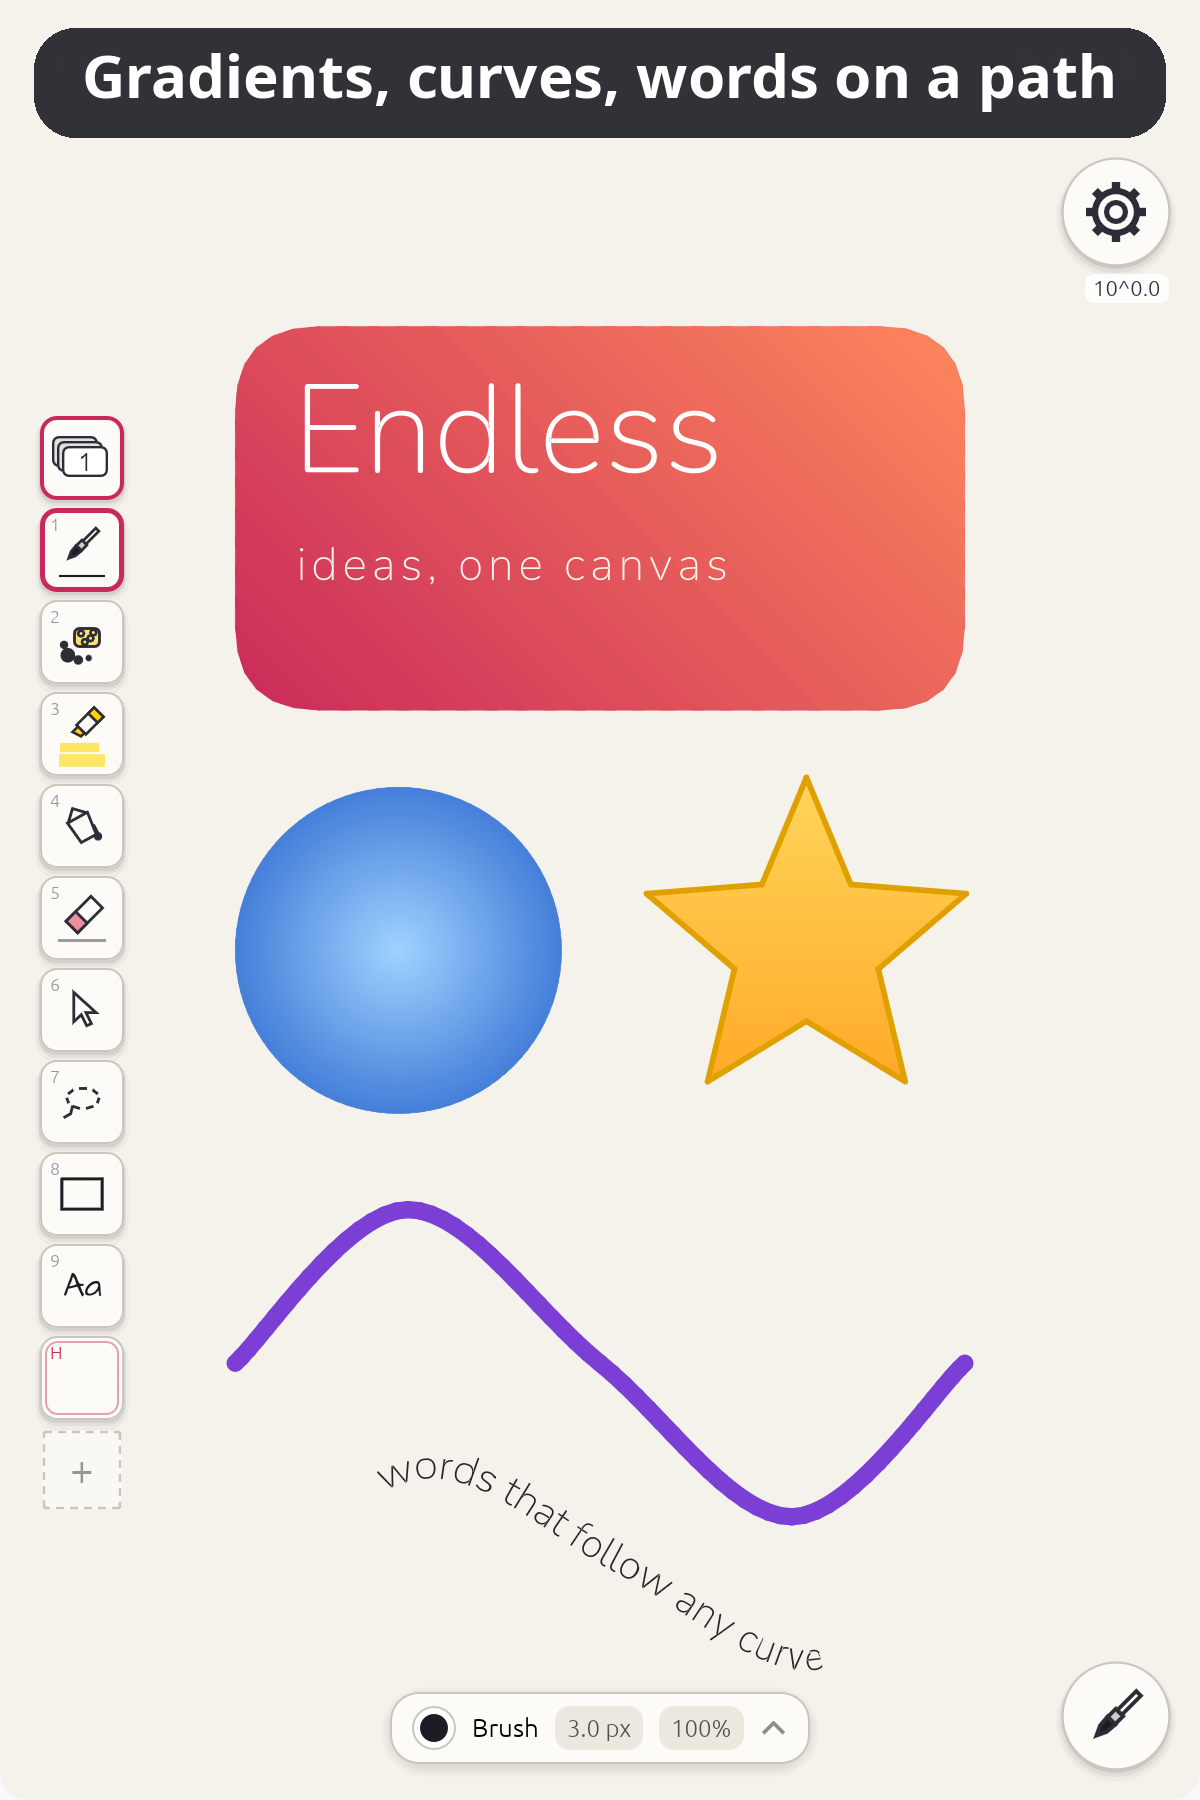 Gradients, curves, words on a path
10^0.0
Endless
ideas, one canvas
1
1
2
3
4
5
6
7
8
9
Aa
H
+
words that follow any curve
Brush 3.0 px 100%